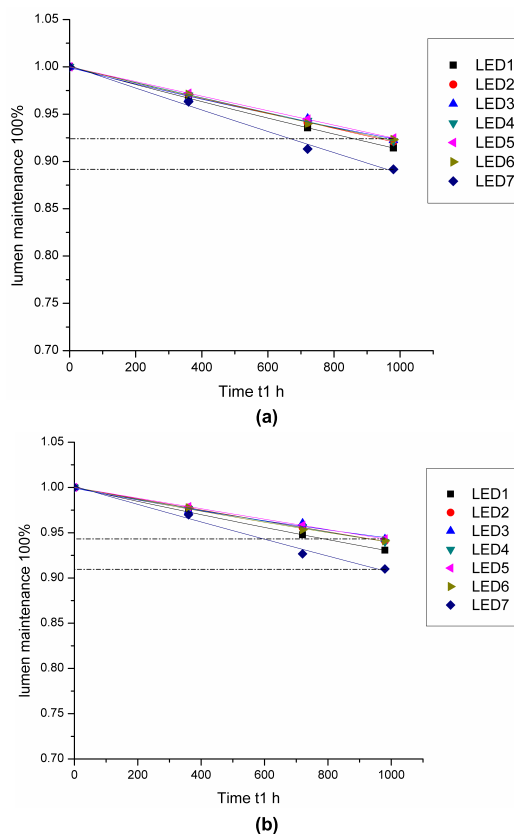 1.05
1.00
0.95
0.90
0.85
0.80
0.75
0.70
lumen maintenance 100%
0
200
400
600
800
1000
Time t1 h
LED1
LED2
LED3
LED4
LED5
LED6
LED7
(a)
1.05
1.00
0.95
0.90
0.85
0.80
0.75
0.70
lumen maintenance 100%
0
200
400
600
800
1000
Time t1 h
LED1
LED2
LED3
LED4
LED5
LED6
LED7
(b)